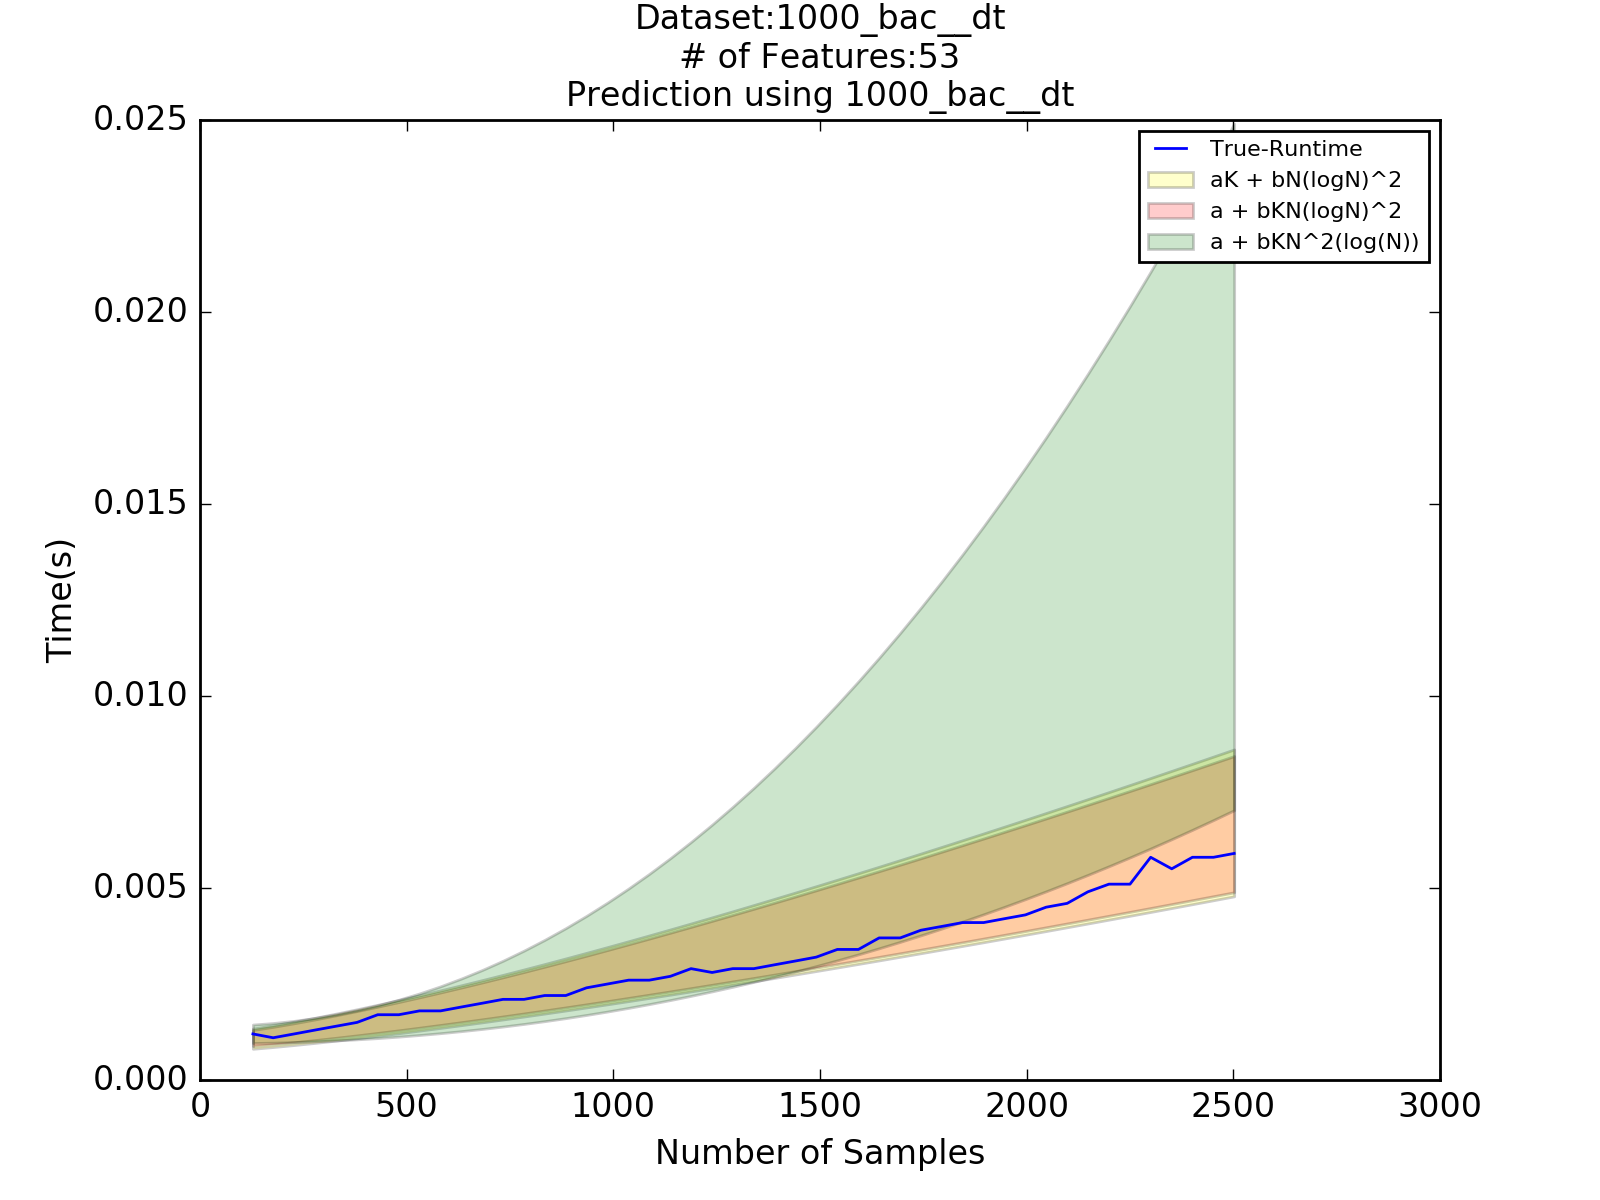 Dataset:1000_bac__dt
# of Features:53
Prediction using 1000_bac__dt
0.025
0.020
0.015
0.010
0.005
0.000
Time(s)
True-Runtime
aK + bN(logN)^2
a + bKN(logN)^2
a + bKN^2(log(N))
0 500 1000 1500 2000 2500 3000
Number of Samples